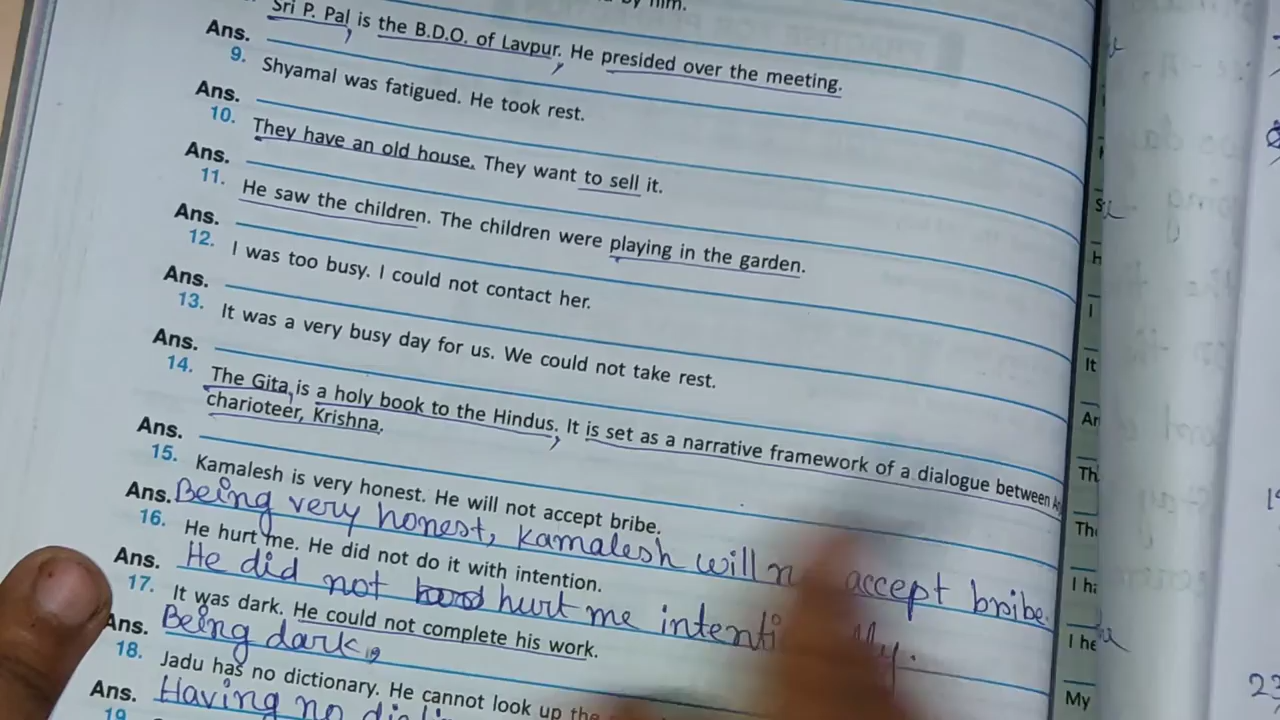 by him.
Sri P. Pal, is the B.D.O. of Lavpur. He presided over the meeting.
Ans.
9. Shyamal was fatigued. He took rest.
Ans.
10. They have an old house. They want to sell it.
Ans.
11. He saw the children. The children were playing in the garden.
Ans.
12. I was too busy. I could not contact her.
Ans.
13. It was a very busy day for us. We could not take rest.
Ans.
14. The Gita, is a holy book to the Hindus. It is set as a narrative framework of a dialogue between
charioteer, Krishna.
Ans.
15. Kamalesh is very honest. He will not accept bribe.
Ans. Being very honest, Kamalesh will accept bribe.
16. He hurt me. He did not do it with intention.
Ans. He did not hurt me
17. It was dark. He could not complete his work.
Ans. Being dark,
18. Jadu has no dictionary. He cannot look up the
Ans. Having no
19.
It
I he
My